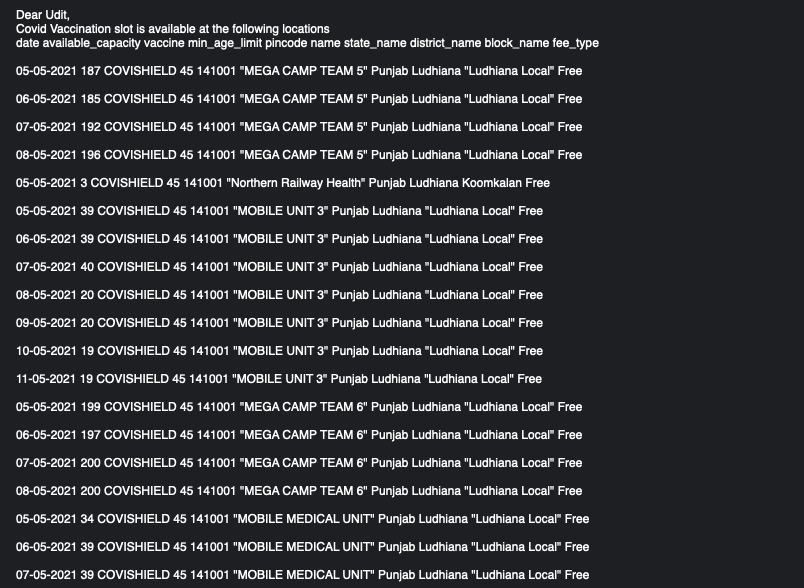 Dear Udit,
Covid Vaccination slot is available at the following locations
date available_capacity vaccine min_age_limit pincode name state_name district_name block_name fee_type
05-05-2021 187 COVISHIELD 45 141001 "MEGA CAMP TEAM 5" Punjab Ludhiana "Ludhiana Local" Free
06-05-2021 185 COVISHIELD 45 141001 "MEGA CAMP TEAM 5" Punjab Ludhiana "Ludhiana Local" Free
07-05-2021 192 COVISHIELD 45 141001 "MEGA CAMP TEAM 5" Punjab Ludhiana "Ludhiana Local" Free
08-05-2021 196 COVISHIELD 45 141001 "MEGA CAMP TEAM 5" Punjab Ludhiana "Ludhiana Local" Free
05-05-2021 3 COVISHIELD 45 141001 "Northern Railway Health" Punjab Ludhiana Koomkalan Free
05-05-2021 39 COVISHIELD 45 141001 "MOBILE UNIT 3" Punjab Ludhiana "Ludhiana Local" Free
06-05-2021 39 COVISHIELD 45 141001 "MOBILE UNIT 3" Punjab Ludhiana "Ludhiana Local" Free
07-05-2021 40 COVISHIELD 45 141001 "MOBILE UNIT 3" Punjab Ludhiana "Ludhiana Local" Free
08-05-2021 20 COVISHIELD 45 141001 "MOBILE UNIT 3" Punjab Ludhiana "Ludhiana Local" Free
09-05-2021 20 COVISHIELD 45 141001 "MOBILE UNIT 3" Punjab Ludhiana "Ludhiana Local" Free
10-05-2021 19 COVISHIELD 45 141001 "MOBILE UNIT 3" Punjab Ludhiana "Ludhiana Local" Free
11-05-2021 19 COVISHIELD 45 141001 "MOBILE UNIT 3" Punjab Ludhiana "Ludhiana Local" Free
05-05-2021 199 COVISHIELD 45 141001 "MEGA CAMP TEAM 6" Punjab Ludhiana "Ludhiana Local" Free
06-05-2021 197 COVISHIELD 45 141001 "MEGA CAMP TEAM 6" Punjab Ludhiana "Ludhiana Local" Free
07-05-2021 200 COVISHIELD 45 141001 "MEGA CAMP TEAM 6" Punjab Ludhiana "Ludhiana Local" Free
08-05-2021 200 COVISHIELD 45 141001 "MEGA CAMP TEAM 6" Punjab Ludhiana "Ludhiana Local" Free
05-05-2021 34 COVISHIELD 45 141001 "MOBILE MEDICAL UNIT" Punjab Ludhiana "Ludhiana Local" Free
06-05-2021 39 COVISHIELD 45 141001 "MOBILE MEDICAL UNIT" Punjab Ludhiana "Ludhiana Local" Free
07-05-2021 39 COVISHIELD 45 141001 "MOBILE MEDICAL UNIT" Punjab Ludhiana "Ludhiana Local" Free